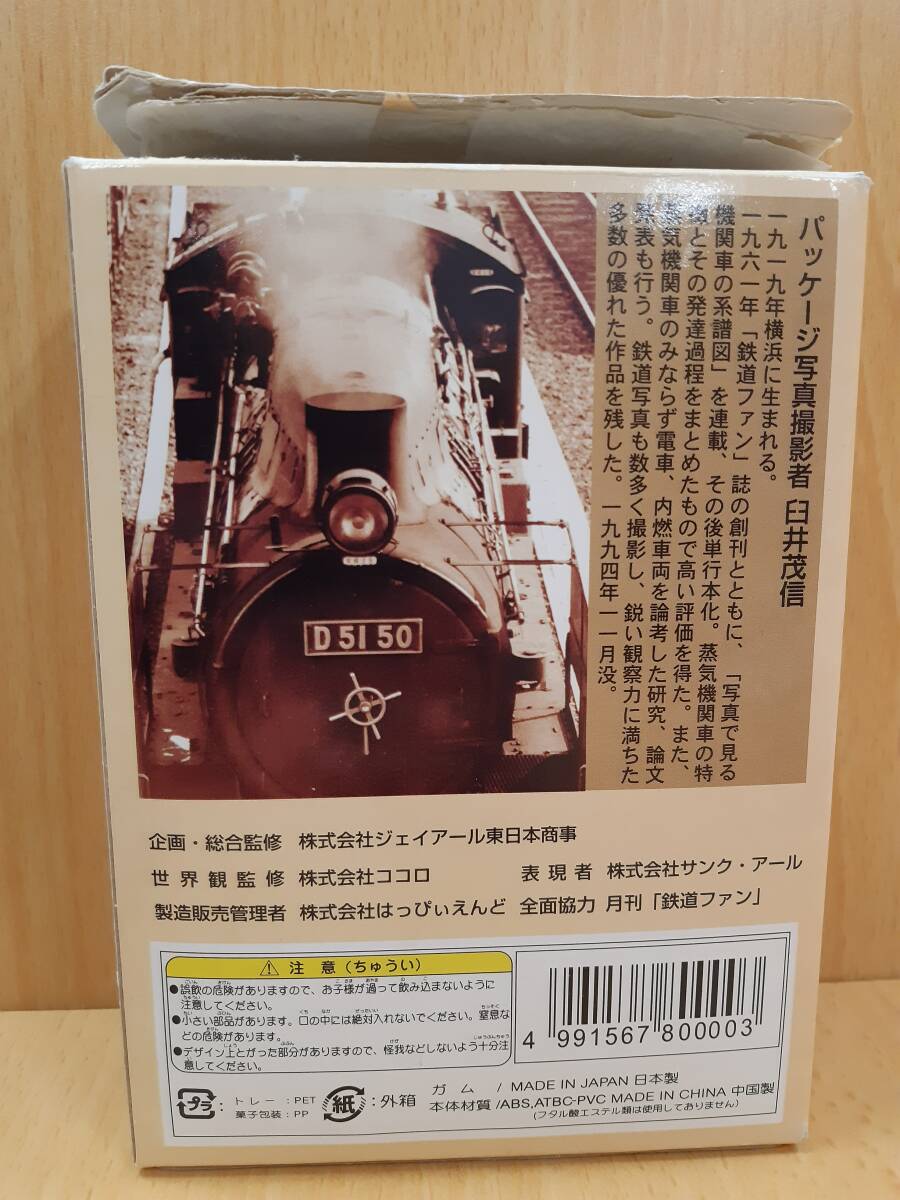 パッケージ写真撮影者 臼井茂信
一九一九年横浜に生まれる。
一九六一年「鉄道ファン」誌の創刊とともに、「写真で見る
機関車の系譜図」を連載、その後単行本化。蒸気機関車の特
とその発達過程をまとめたもので高い評価を得た。また、
蒸気機関車のみならず電車、内燃車両を論考した研究、論文
発表も行う。鉄道写真も数多く撮影し、鋭い観察力に満ちた
多数の優れた作品を残した。一九九四年一一月没。
D51 50
企画・総合監修 株式会社ジェイアール東日本商事
世界観監修 株式会社ココロ 表現者 株式会社サンク・アール
製造販売管理者 株式会社はっぴぃえんど 全面協力 月刊「鉄道ファン」
⚠ 注意(ちゅうい)
●誤飲の危険がありますので、お子様が過って飲み込まないように
注意してください。
●小さい部品があります。口の中には絶対入れないでください。窒息な
どの危険があります。
●デザイン上とがった部分がありますので、怪我などしないよう十分注
意してください。
4 991567 800003
プラ :トレー:PET
菓子包装:PP
紙 :外箱
ガム / MADE IN JAPAN 日本製
本体材質 /ABS,ATBC-PVC MADE IN CHINA 中国製
(フタル酸エステル類は使用しておりません)